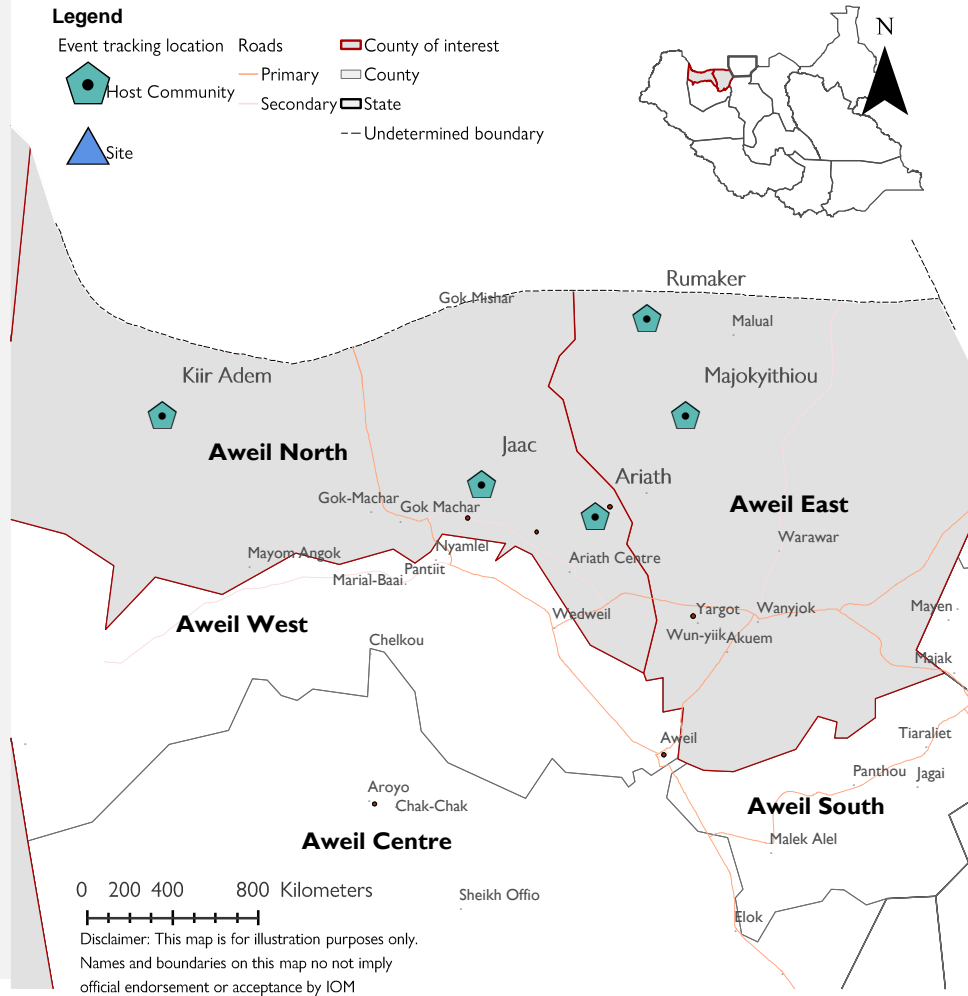 Legend
Event tracking location
Host Community
Site
Roads
Primary
Secondary
County of interest
County
State
Undetermined boundary
N
Rumaker
Gok Mishar
Malual
Kiir Adem
Majokyithiou
Aweil North
Jaac
Ariath
Gok-Machar
Gok Machar
Aweil East
Warawar
Nyamlel
Mayom Angok
Ariath Centre
Pantiit
Marial-Baai
Wedweil
Yargot
Wanyjok
Mayen
Aweil West
Wun-yiik
Akuem
Chelkou
Majak
Aweil
Tiaraliet
Panthou
Jagai
Aroyo
Chak-Chak
Aweil South
Aweil Centre
Malek Alel
0 200 400 800 Kilometers
Sheikh Offio
Elok
Disclaimer: This map is for illustration purposes only.
Names and boundaries on this map no not imply
official endorsement or acceptance by IOM